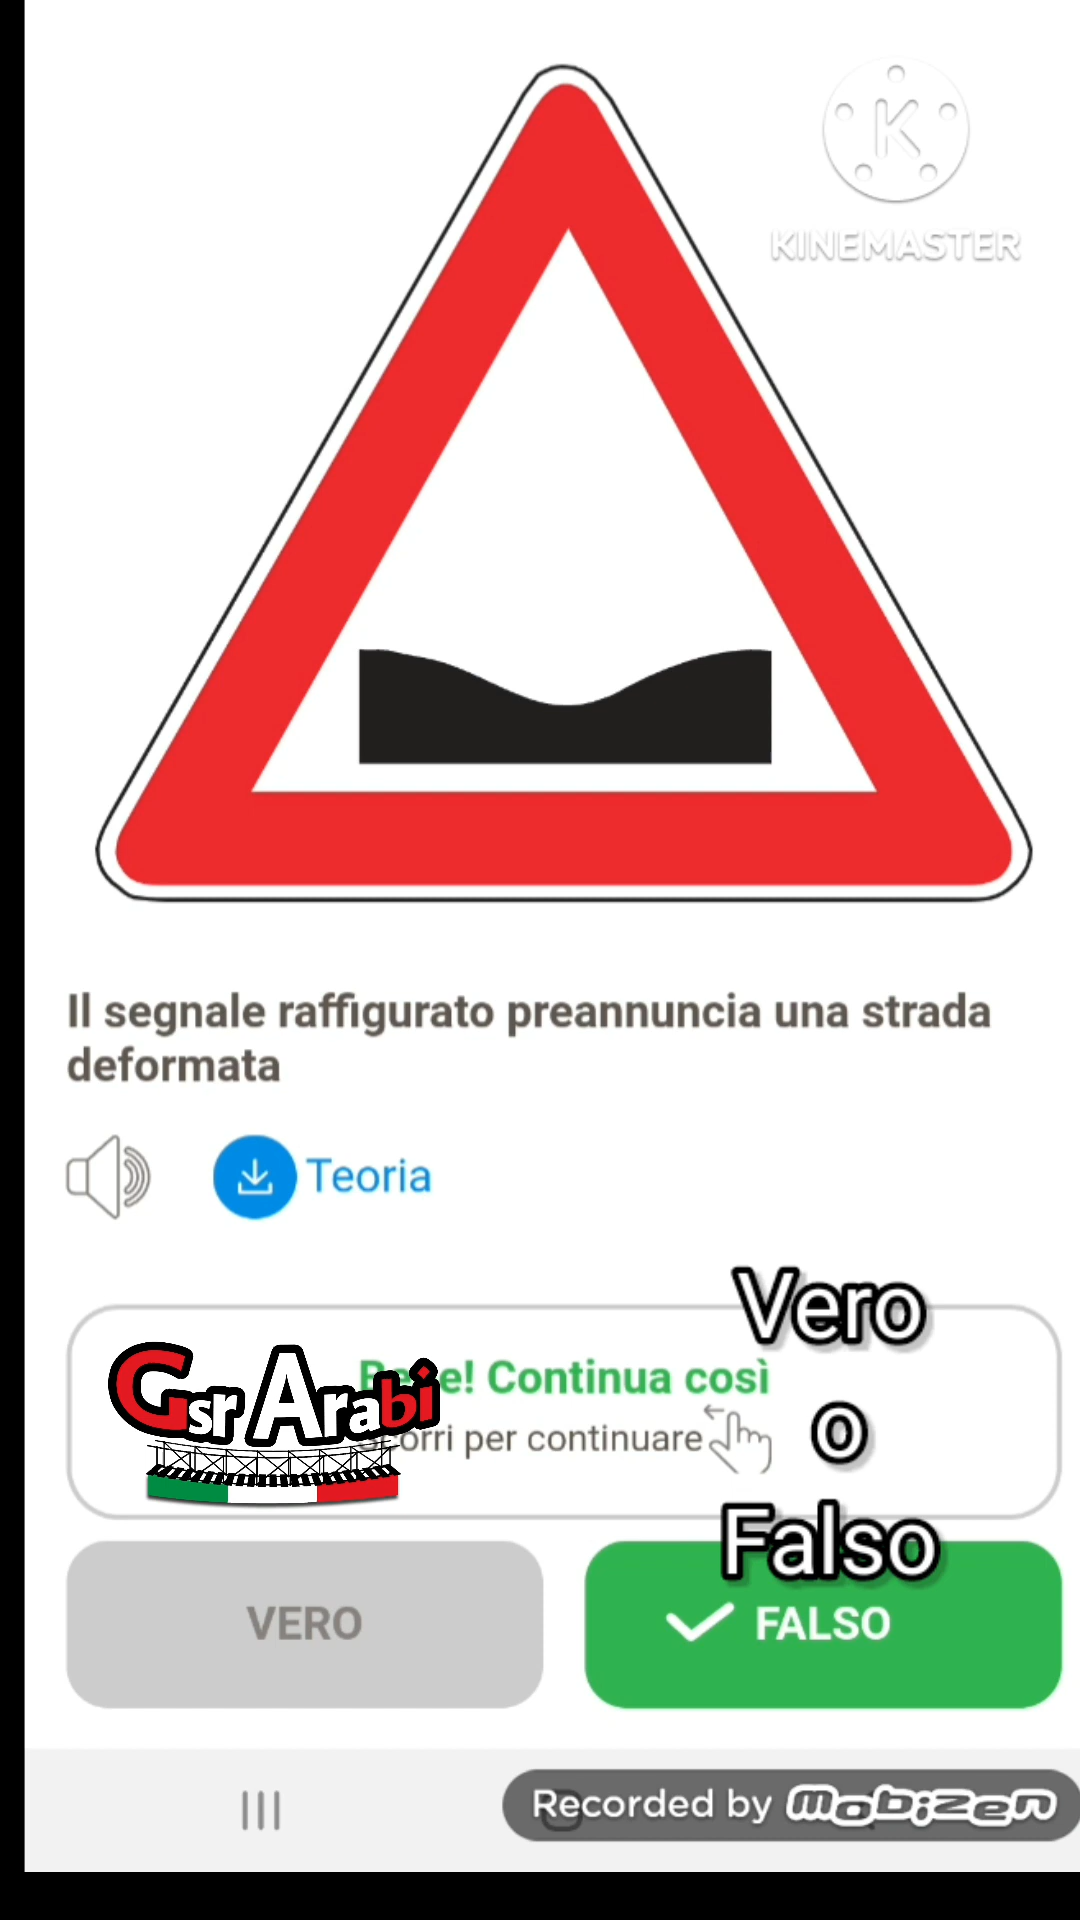 KINEMASTER
Il segnale raffigurato preannuncia una strada
deformata
Teoria
Vero
o
Falso
Gsr Arabi
Continua così
per continuare
VERO
FALSO
Recorded by mobizen